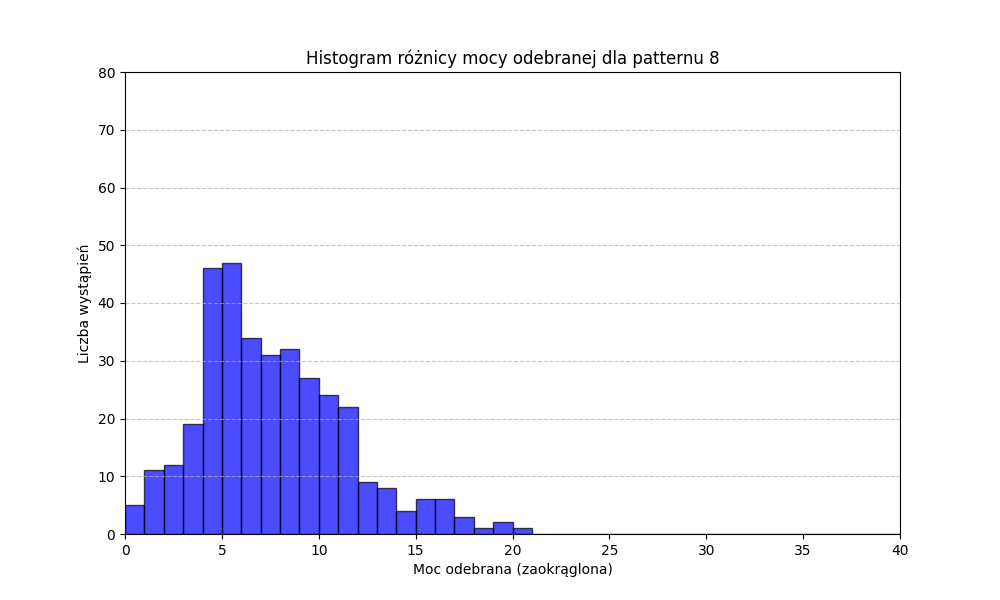 Histogram różnicy mocy odebranej dla patternu 8
80
70
60
50
40
30
20
10
0
Liczba wystąpień
0 5 10 15 20 25 30 35 40
Moc odebrana (zaokrąglona)